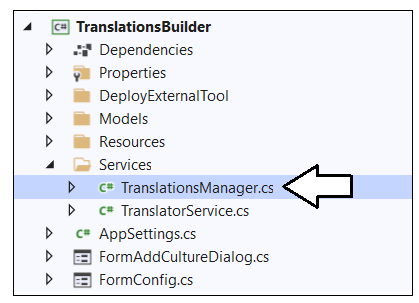 C# TranslationsBuilder
Dependencies
Properties
DeployExternalTool
Models
Resources
Services
C# TranslationsManager.cs
C# TranslatorService.cs
C# AppSettings.cs
FormAddCultureDialog.cs
FormConfig.cs